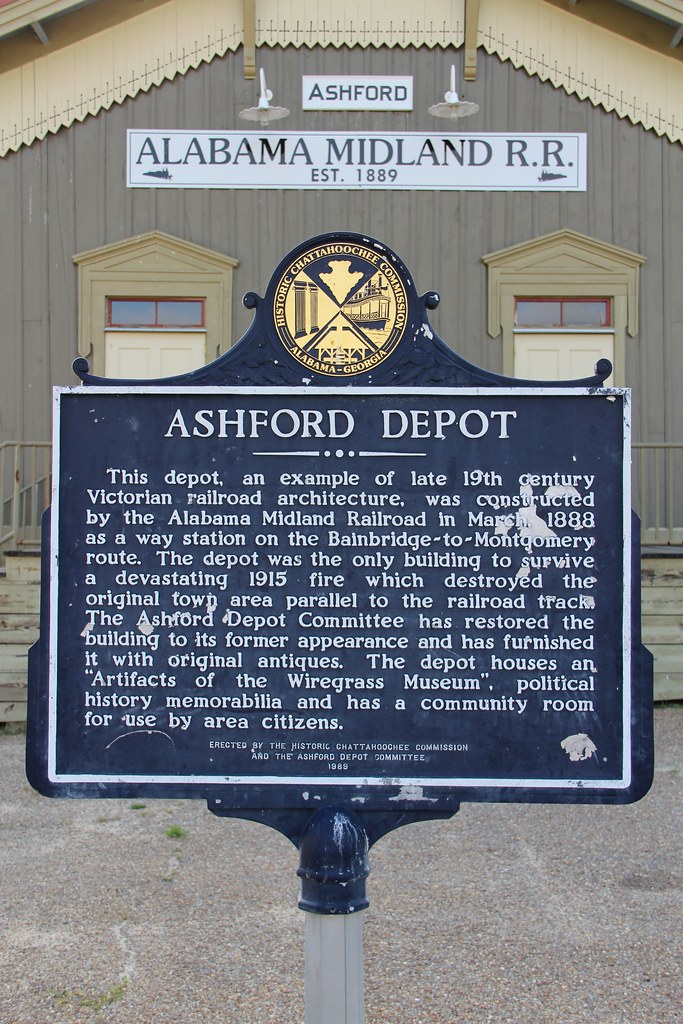 ASHFORD
ALABAMA MIDLAND R.R.
EST. 1889
HISTORIC CHATTAHOOCHEE COMMISSION
ALABAMA-GEORGIA
ASHFORD DEPOT
This depot, an example of late 19th century
Victorian railroad architecture, was constructed
by the Alabama Midland Railroad in March, 1888
as a way station on the Bainbridge-to-Montgomery
route. The depot was the only building to survive
a devastating 1915 fire which destroyed the
original town area parallel to the railroad track.
The Ashford Depot Committee has restored the
building to its former appearance and has furnished
it with original antiques. The depot houses an
"Artifacts of the Wiregrass Museum", political
history memorabilia and has a community room
for use by area citizens.
ERECTED BY THE HISTORIC CHATTAHOOCHEE COMMISSION
AND THE ASHFORD DEPOT COMMITTEE
1989